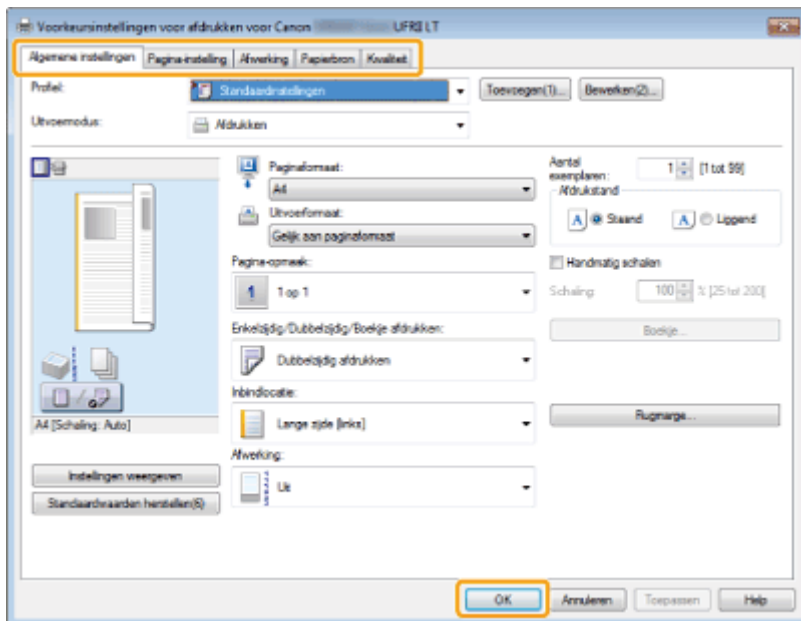 Voorkeursinstellingen voor afdrukken voor Canon UFRII LT
Algemene instellingen Pagina-instelling Afwerking Papierbron Kwaliteit
Profiel: Standaardinstellingen Toevoegen(1)... Bewerken(2)...
Uitvoermodus: Afdrukken
Paginaformaat:
A4
Uitvoerformaat:
Gelijk aan paginaformaat
Pagina-opmaak:
1 1 op 1
Enkelzijdig/Dubbelzijdig/Boekje afdrukken:
Dubbelzijdig afdrukken
Inbindlocatie:
Lange zijde [links]
Afwerking:
Uit
Aantal
exemplaren: 1 [1 tot 99]
Afdrukstand
A Staand A Liggend
Handmatig schalen
Schaling: 100 % [25 tot 200]
Boekje...
Rugmarge...
A4 [Schaling: Auto]
Instellingen weergeven
Standaardwaarden herstellen(6)
OK Annuleren Toepassen Help